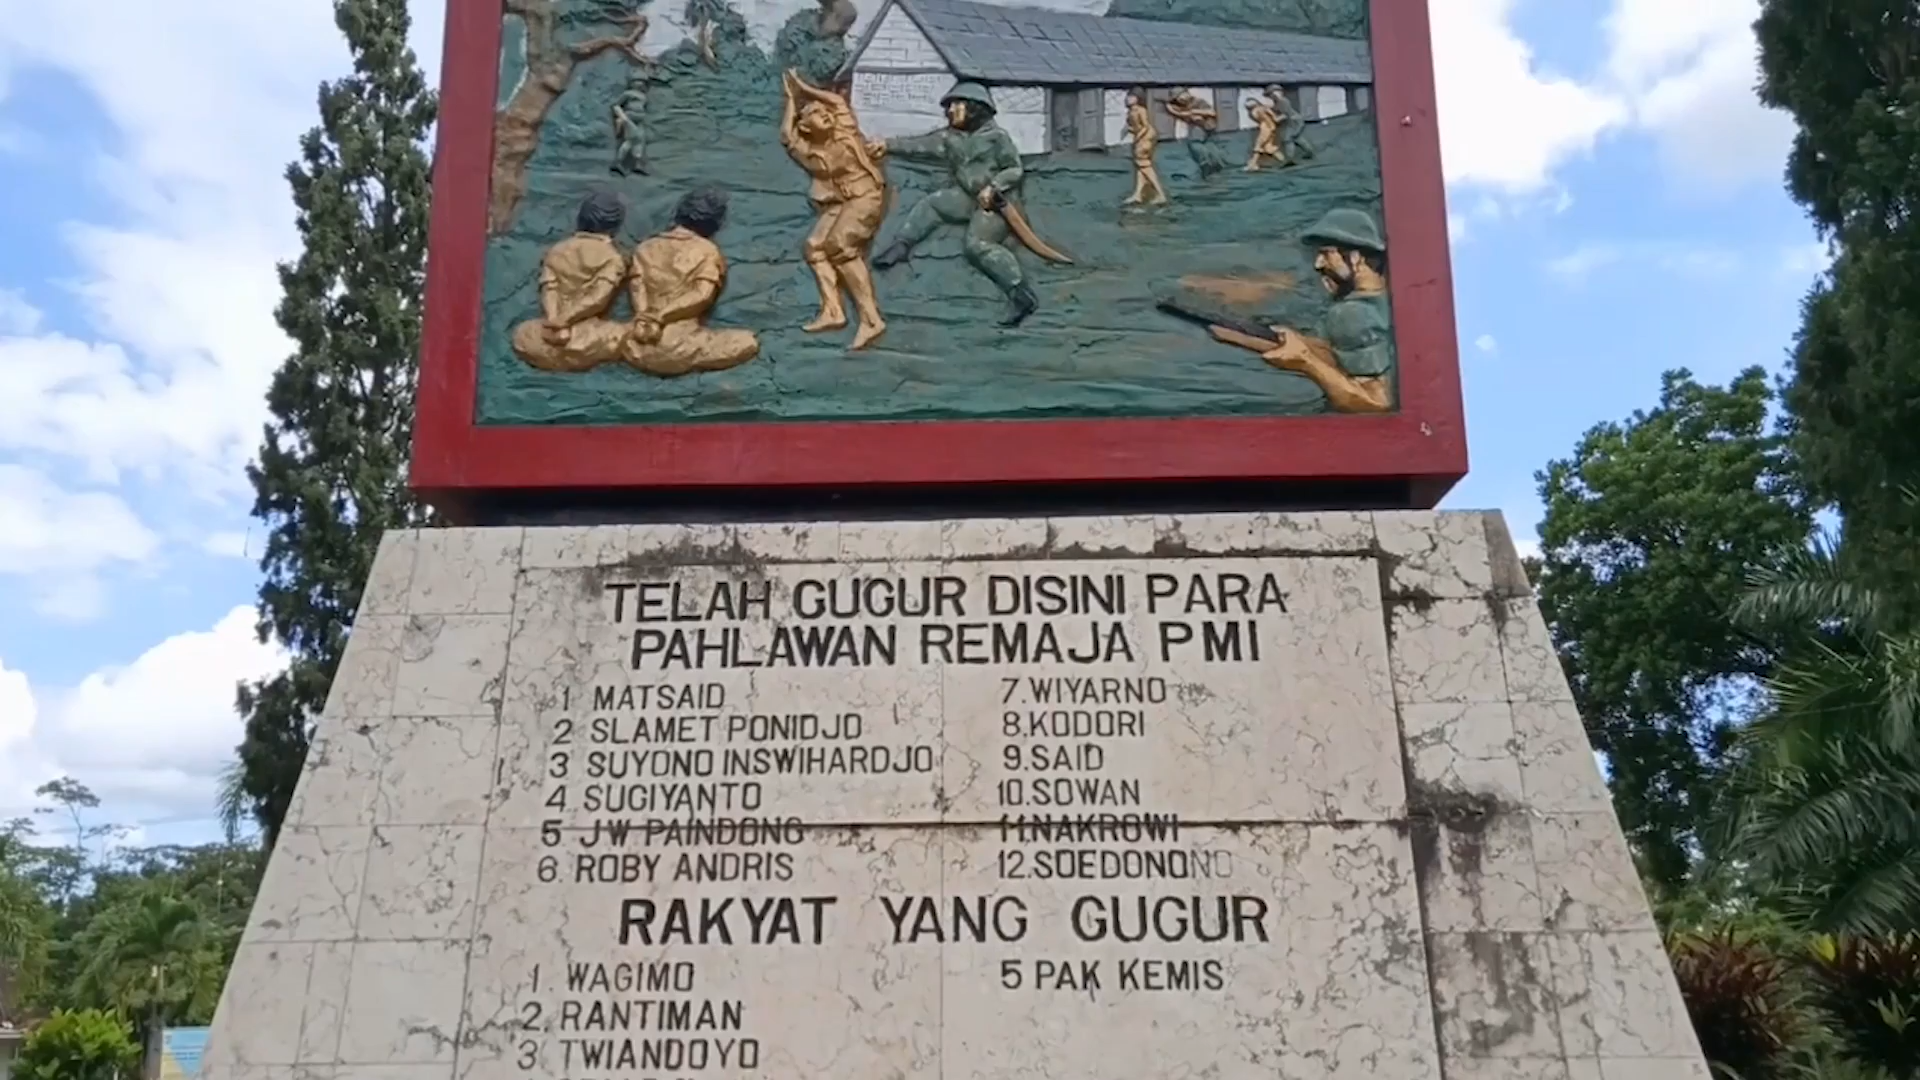 TELAH GUGUR DISINI PARA
PAHLAWAN REMAJA PMI
1 MATSAID
2 SLAMET PONIDJO
3 SUYONO INSWIHARDJO
4 SUGIYANTO
5 JW PAINDONG
6. ROBY ANDRIS
7. WIYARNO
8. KODORI
9. SAID
10. SOWAN
11. NAKROWI
12. SOEDONONO
RAKYAT YANG GUGUR
1. WAGIMO
2. RANTIMAN
3 TWIANDOYO
5 PAK KEMIS